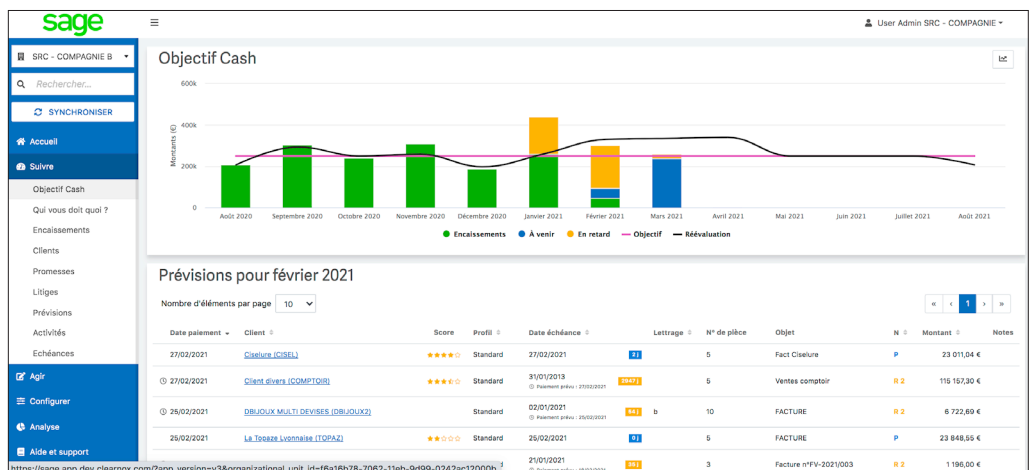 sage
User Admin SRC - COMPAGNIE
SRC - COMPAGNIE B
Rechercher...
SYNCHRONISER
Accueil
Suivre
Objectif Cash
Qui vous doit quoi ?
Encaissements
Clients
Promesses
Litiges
Prévisions
Activités
Echéances
Agir
Configurer
Analyse
Aide et support
Objectif Cash
Montants (€)
600k
400k
200k
0
Août 2020 Septembre 2020 Octobre 2020 Novembre 2020 Décembre 2020 Janvier 2021 Février 2021 Mars 2021 Avril 2021 Mai 2021 Juin 2021 Juillet 2021 Août 2021
Encaissements À venir En retard Objectif Réévaluation
Prévisions pour février 2021
Nombre d'éléments par page 10
« ‹ 1 › »
Date paiement Client Score Profil Date échéance Lettrage N° de pièce Objet N Montant Notes
27/02/2021 Ciselure (CISEL) Standard 27/02/2021 2 j 5 Fact Ciselure P 23 011,04 €
27/02/2021 Client divers (COMPTOIR) Standard 31/01/2013 2947 j 5 Ventes comptoir R 2 115 157,30 €
Paiement prévu : 27/02/2021
25/02/2021 DBIJOUX MULTI DEVISES (DBIJOUX2) Standard 02/01/2021 54 j b 10 FACTURE R 2 6 722,69 €
Paiement prévu : 25/02/2021
25/02/2021 La Topaze Lyonnaise (TOPAZ) Standard 25/02/2021 0 j 5 FACTURE P 23 848,55 €
21/01/2021 35 j 3 Facture n°FV-2021/003 R 2 1 196,00 €